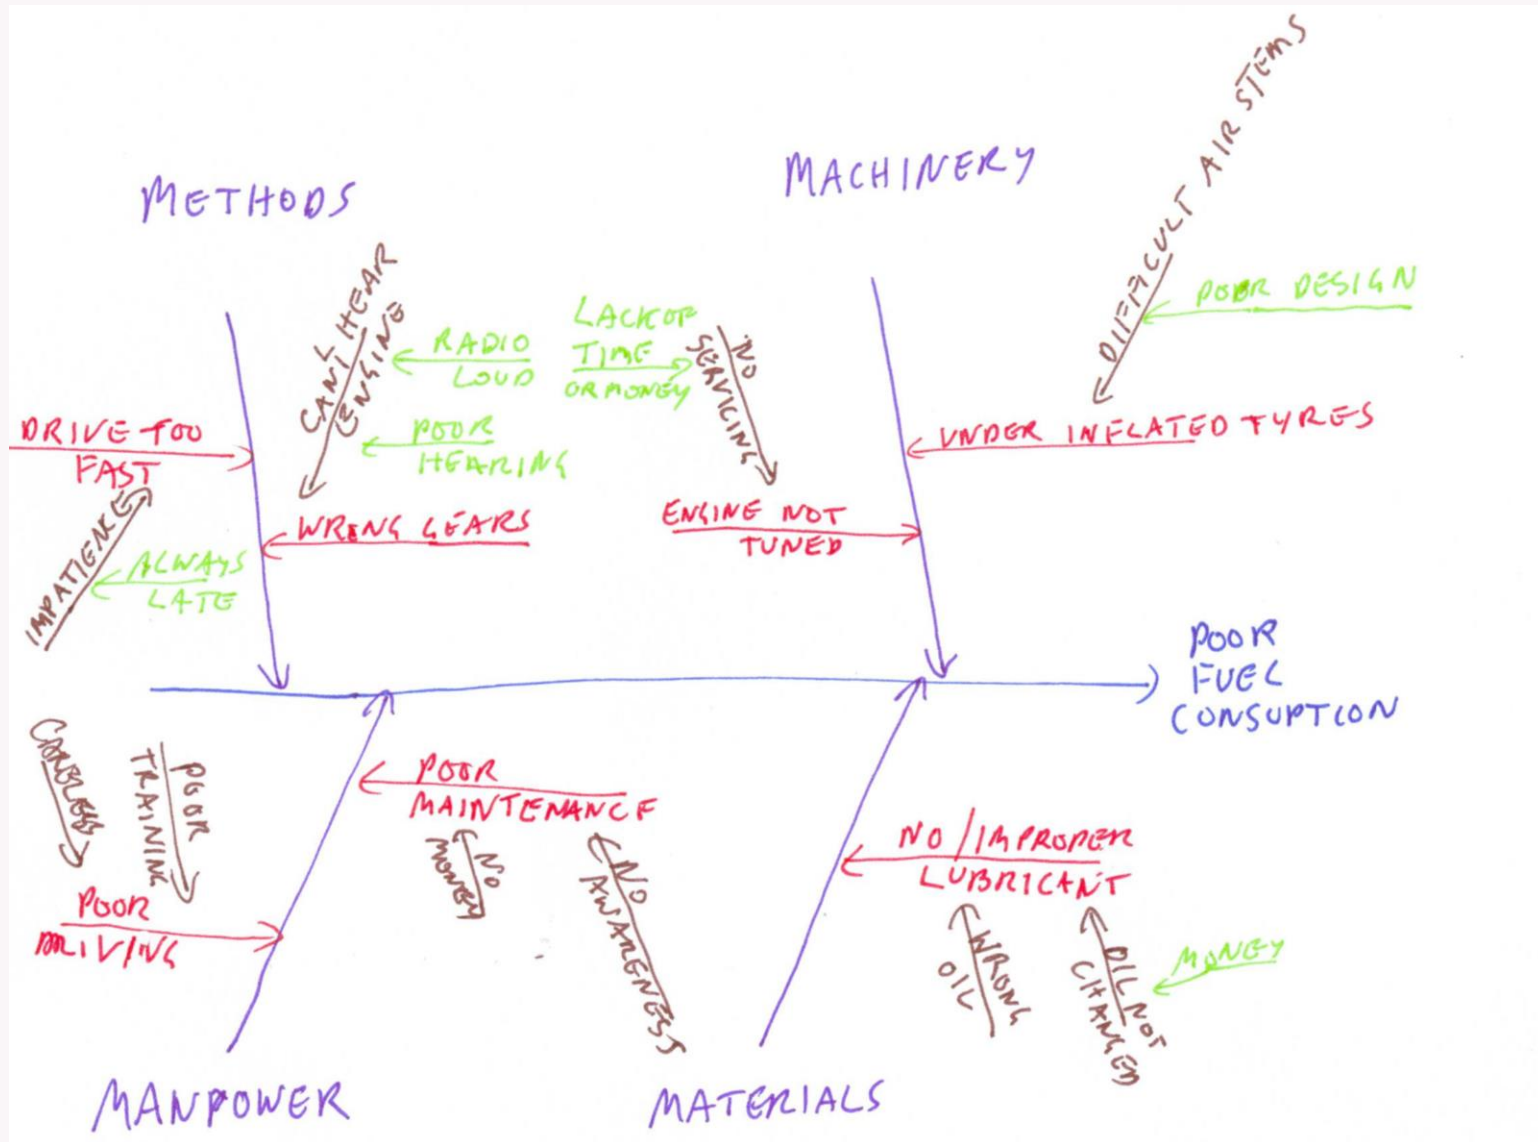 METHODS
MACHINERY
DIFFICULT AIR STEMS
POOR DESIGN
CAN'T HEAR
ENGINE
RADIO
LOUD
LACK OF
TIME
OR MONEY
NO
SERVICING
DRIVE TOO
FAST
POOR
HEARING
UNDER INFLATED TYRES
WRONG GEARS
ENGINE NOT
TUNED
IMPATIENCE
ALWAYS
LATE
POOR
FUEL
CONSUPTION
CARELESS
POOR
TRAINING
POOR
MAINTENANCE
NO
MONEY
NO
AWARENESS
NO/IMPROPER
LUBRICANT
POOR
DRIVING
WRONG
OIL
OIL NOT
CHANGED
MONEY
MANPOWER
MATERIALS